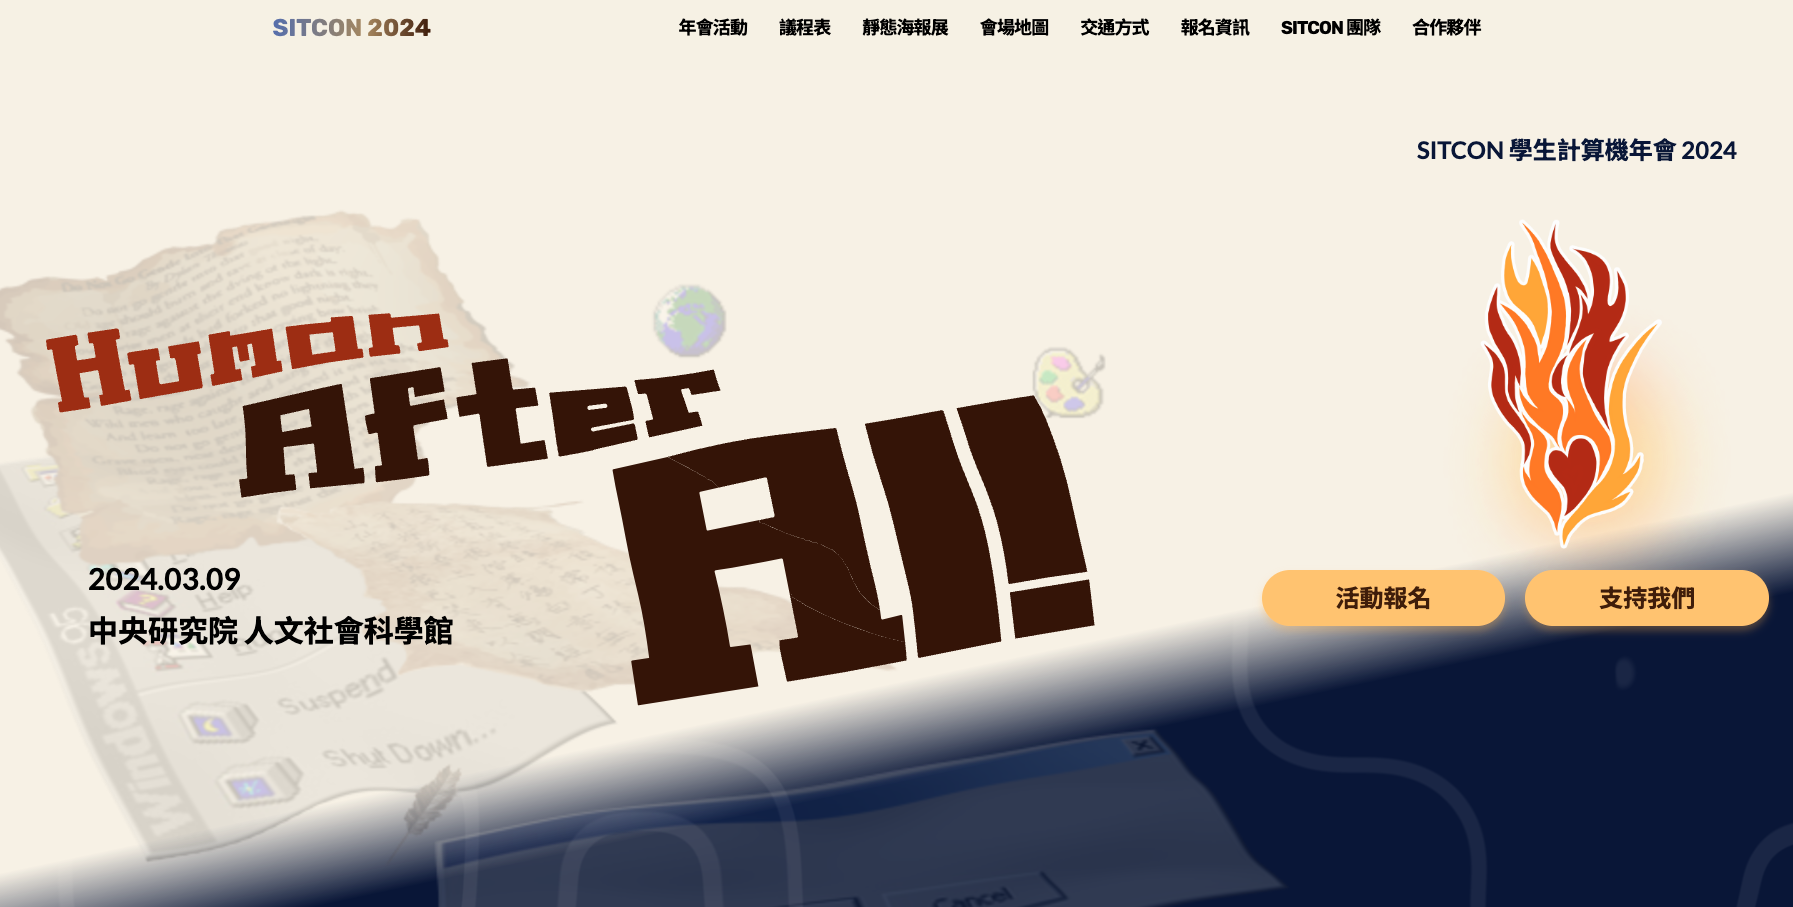 SITCON 2024
年會活動 議程表 靜態海報展 會場地圖 交通方式 報名資訊 SITCON 團隊 合作夥伴
SITCON 學生計算機年會 2024
Human
After
All!
2024.03.09
中央研究院 人文社會科學館
活動報名 支持我們
Help
Suspend
Shut Down...
Windows 95
Cancel